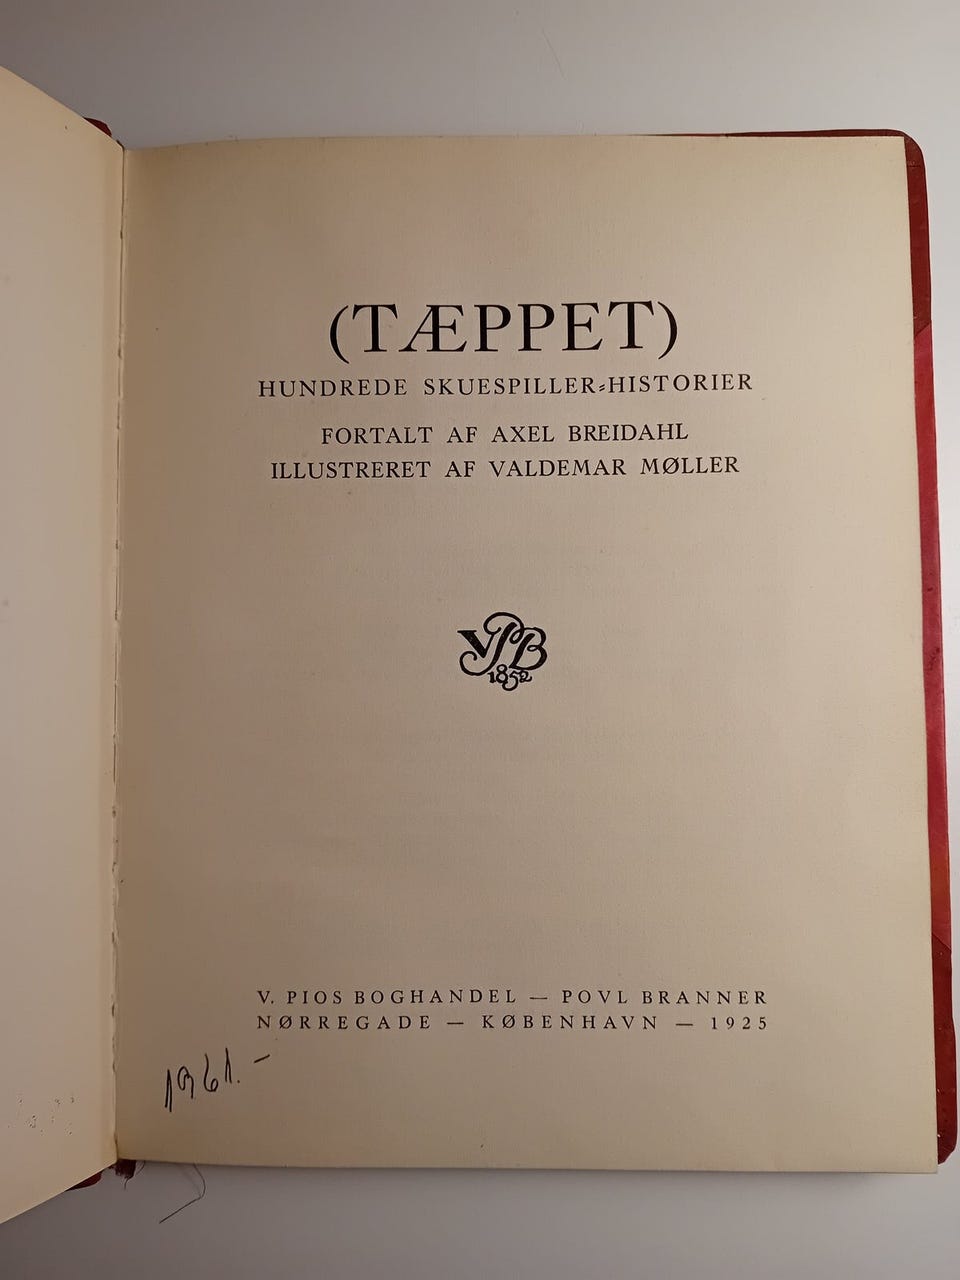 (TÆPPET)
HUNDREDE SKUESPILLER-HISTORIER
FORTALT AF AXEL BREIDAHL
ILLUSTRERET AF VALDEMAR MØLLER
VPB
1852
V. PIOS BOGHANDEL — POVL BRANNER
NØRREGADE — KØBENHAVN — 1925
1961. –